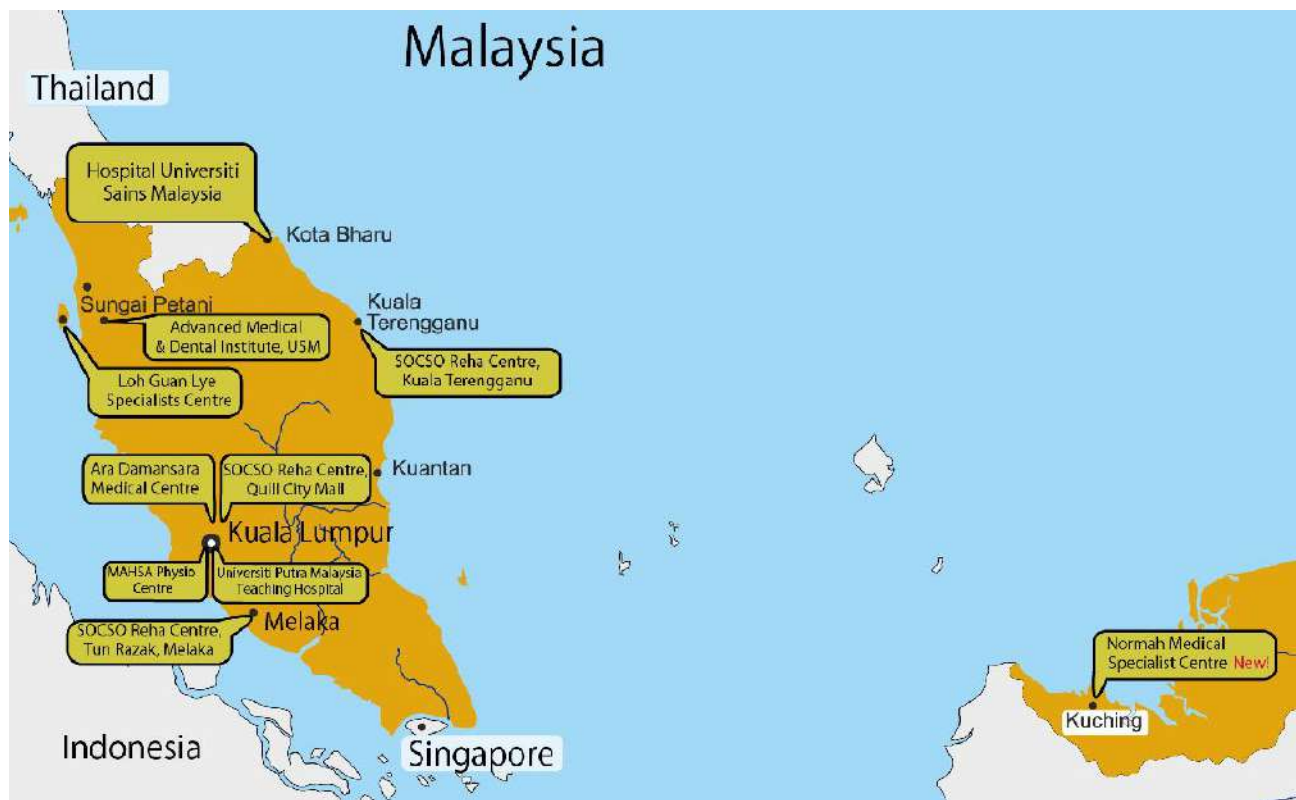 Malaysia
Thailand
Hospital Universiti
Sains Malaysia
Kota Bharu
Sungai Petani
Kuala
Terengganu
Advanced Medical
& Dental Institute, USM
SOCSO Reha Centre,
Kuala Terengganu
Loh Guan Lye
Specialists Centre
Ara Damansara
Medical Centre
SOCSO Reha Centre,
Quill City Mall
Kuantan
Kuala Lumpur
MAHSA Physio
Centre
Universiti Putra Malaysia
Teaching Hospital
Melaka
SOCSO Reha Centre,
Tun Razak, Melaka
Normah Medical
Specialist Centre New!
Kuching
Indonesia
Singapore